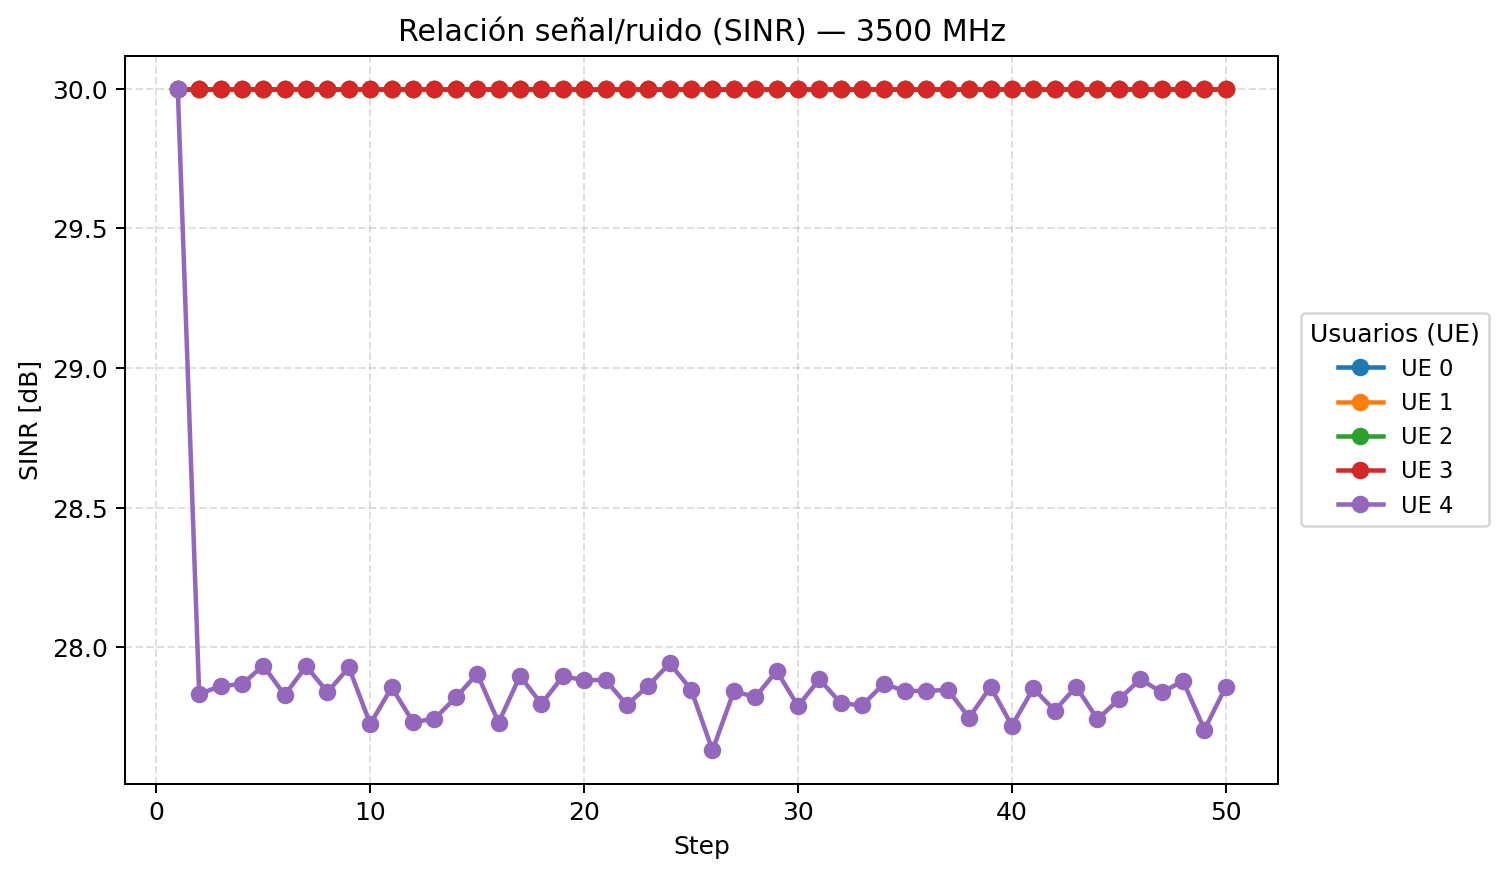 Relación señal/ruido (SINR) — 3500 MHz
30.0
29.5
29.0
28.5
28.0
SINR [dB]
0
10
20
30
40
50
Step
Usuarios (UE)
UE 0
UE 1
UE 2
UE 3
UE 4